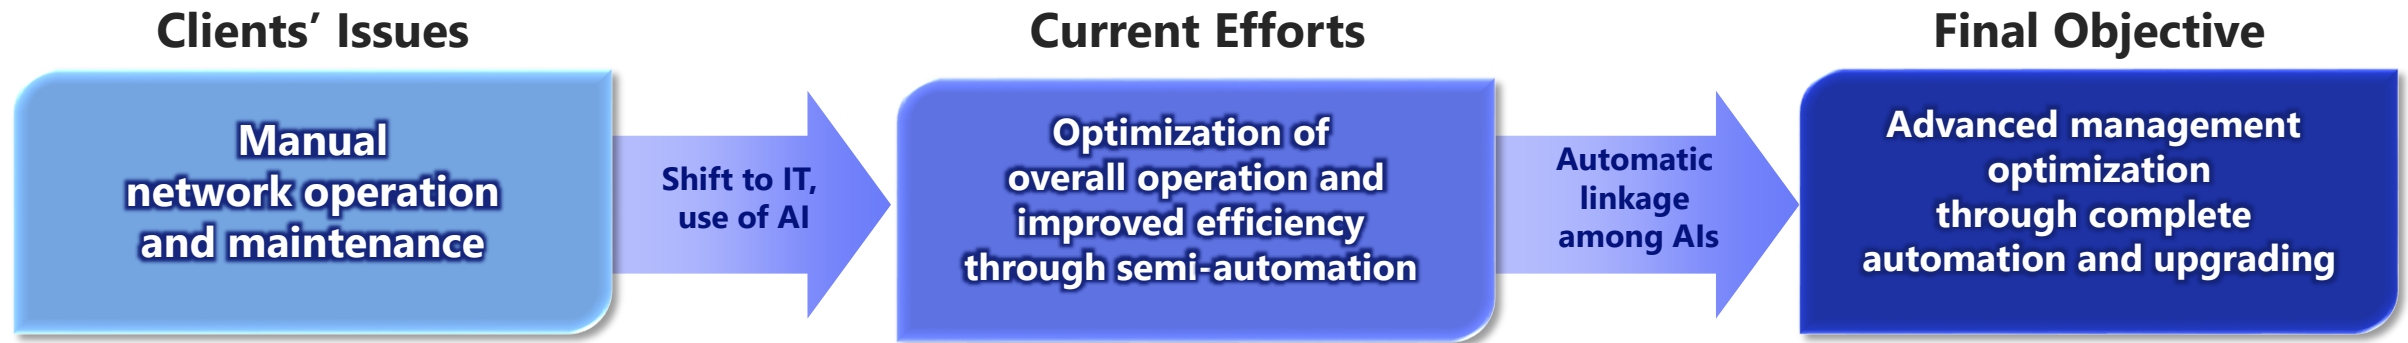 Clients’ Issues
Manual
network operation
and maintenance
Shift to IT,
use of AI
Current Efforts
Optimization of
overall operation and
improved efficiency
through semi-automation
Automatic
linkage
among AIs
Final Objective
Advanced management
optimization
through complete
automation and upgrading